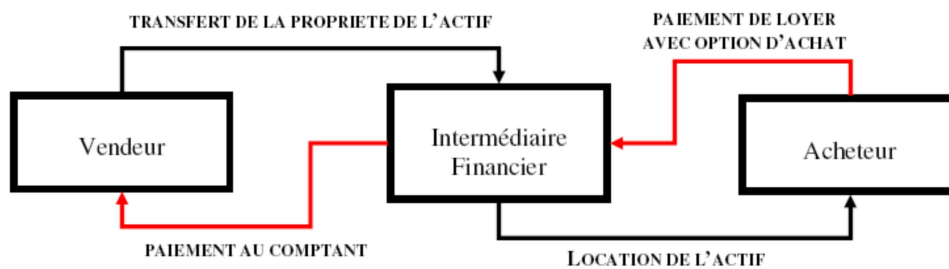 TRANSFERT DE LA PROPRIETE DE L'ACTIF
PAIEMENT DE LOYER
AVEC OPTION D'ACHAT
Vendeur
Intermédiaire
Financier
Acheteur
PAIEMENT AU COMPTANT
LOCATION DE L'ACTIF